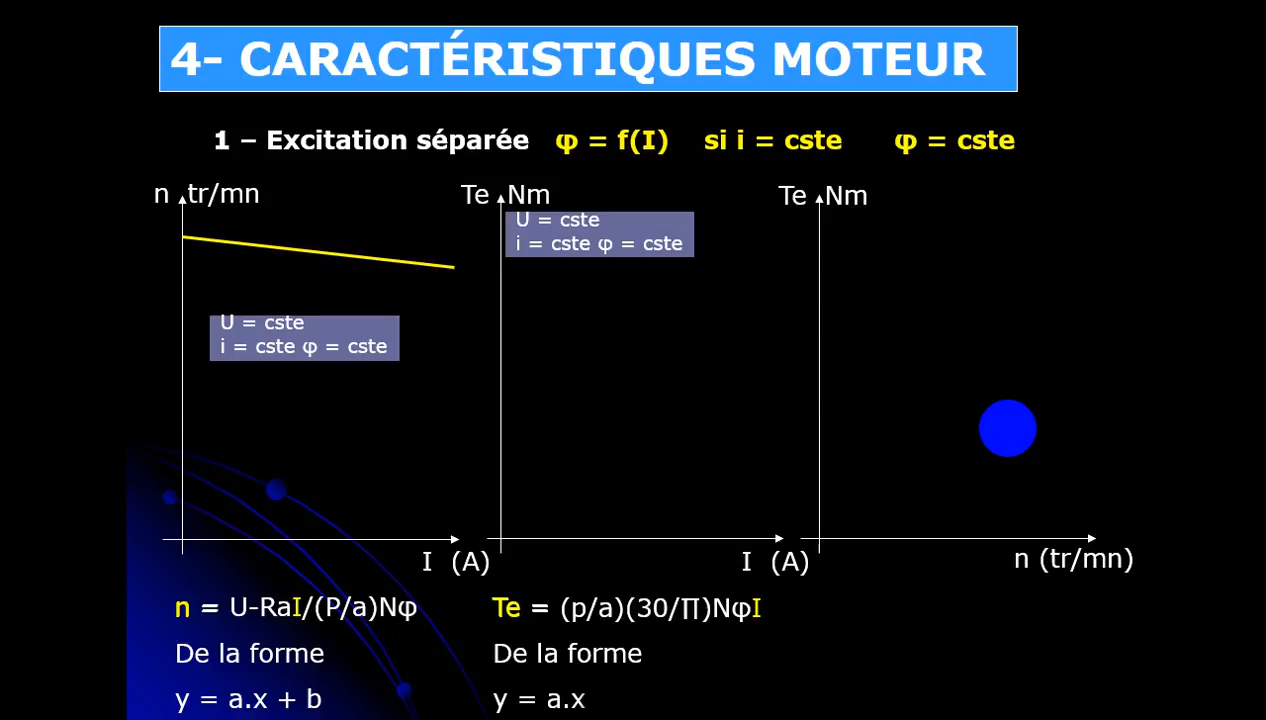 4- CARACTÉRISTIQUES MOTEUR
1 – Excitation séparée φ = f(I) si i = cste φ = cste
n tr/mn
Te Nm
Te Nm
U = cste
i = cste φ = cste
U = cste
i = cste φ = cste
I (A)
I (A)
n (tr/mn)
n = U-RaI/(P/a)Nφ
Te = (p/a)(30/∏)NφI
De la forme
De la forme
y = a.x + b
y = a.x